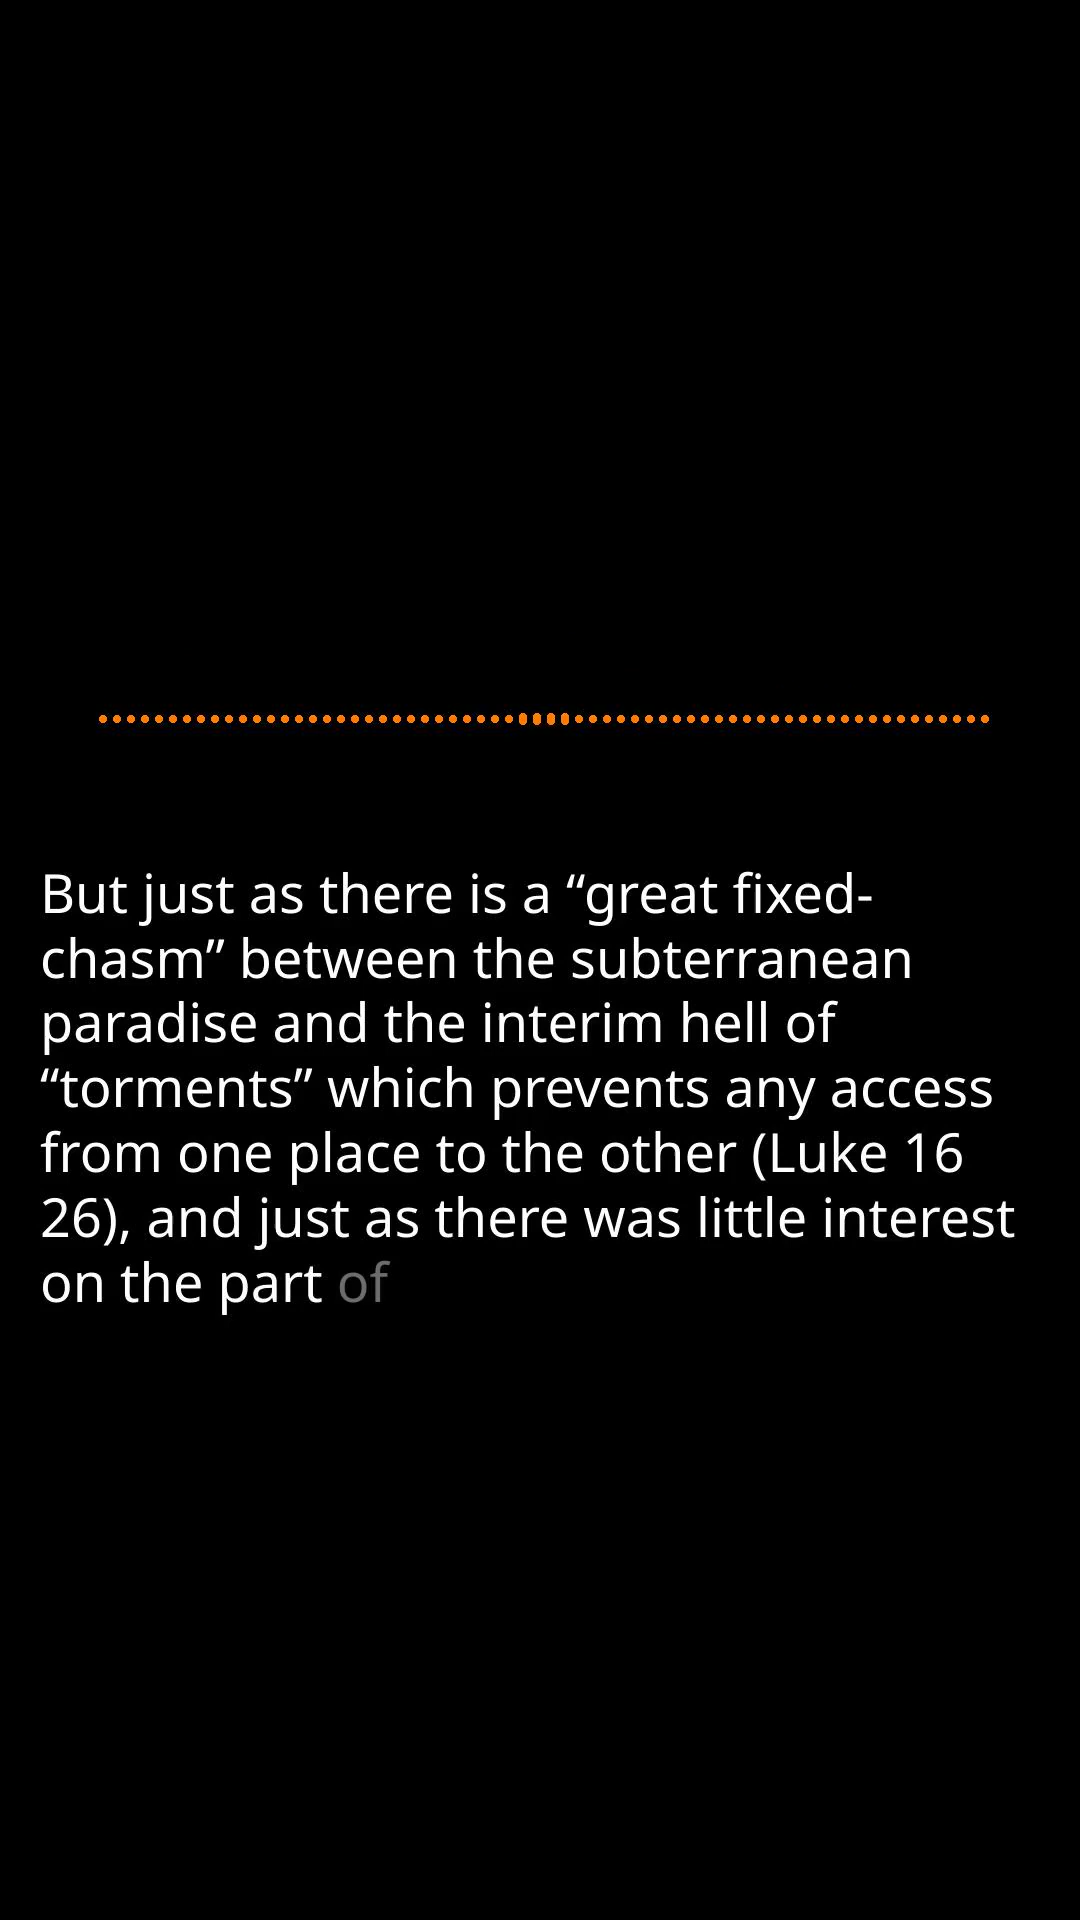 But just as there is a “great fixed-
chasm” between the subterranean
paradise and the interim hell of
“torments” which prevents any access
from one place to the other (Luke 16
26), and just as there was little interest
on the part of